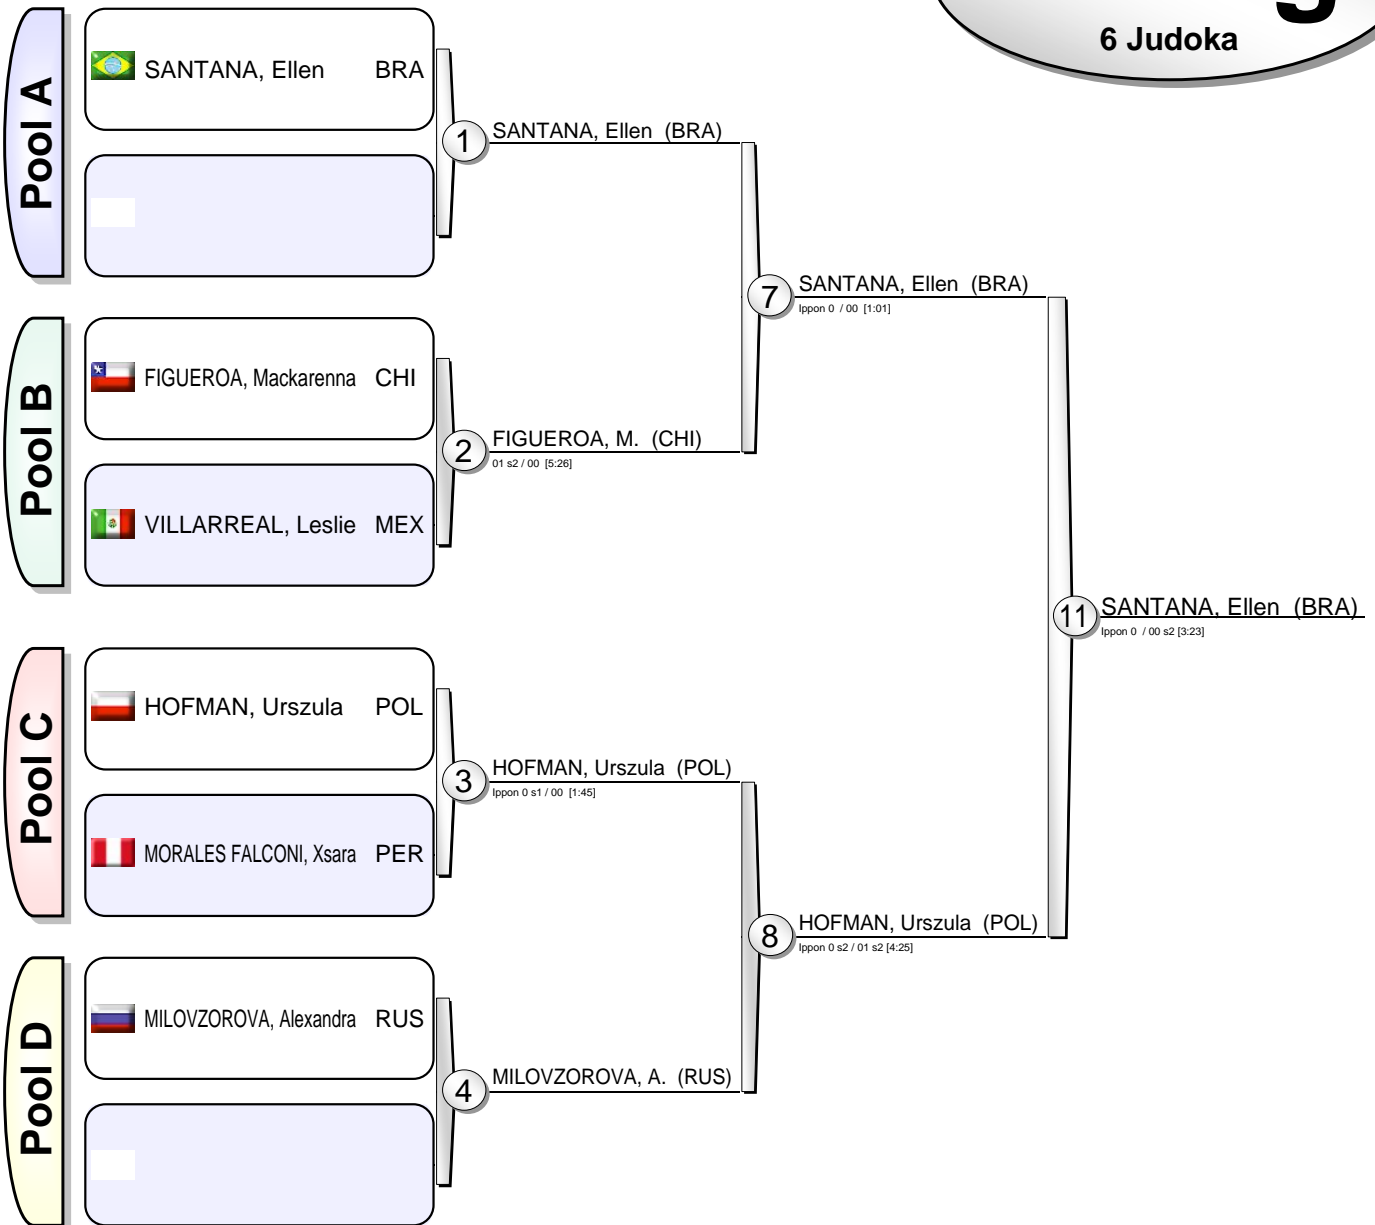 6 Judoka
Pool A
SANTANA, Ellen BRA
1
SANTANA, Ellen (BRA)
7
SANTANA, Ellen (BRA)
Ippon 0 / 00 [1:01]
Pool B
FIGUEROA, Mackarenna CHI
2
FIGUEROA, M. (CHI)
01 s2 / 00 [5:26]
VILLARREAL, Leslie MEX
11
SANTANA, Ellen (BRA)
Ippon 0 / 00 s2 [3:23]
Pool C
HOFMAN, Urszula POL
3
HOFMAN, Urszula (POL)
Ippon 0 s1 / 00 [1:45]
MORALES FALCONI, Xsara PER
8
HOFMAN, Urszula (POL)
Ippon 0 s2 / 01 s2 [4:25]
Pool D
MILOVZOROVA, Alexandra RUS
4
MILOVZOROVA, A. (RUS)